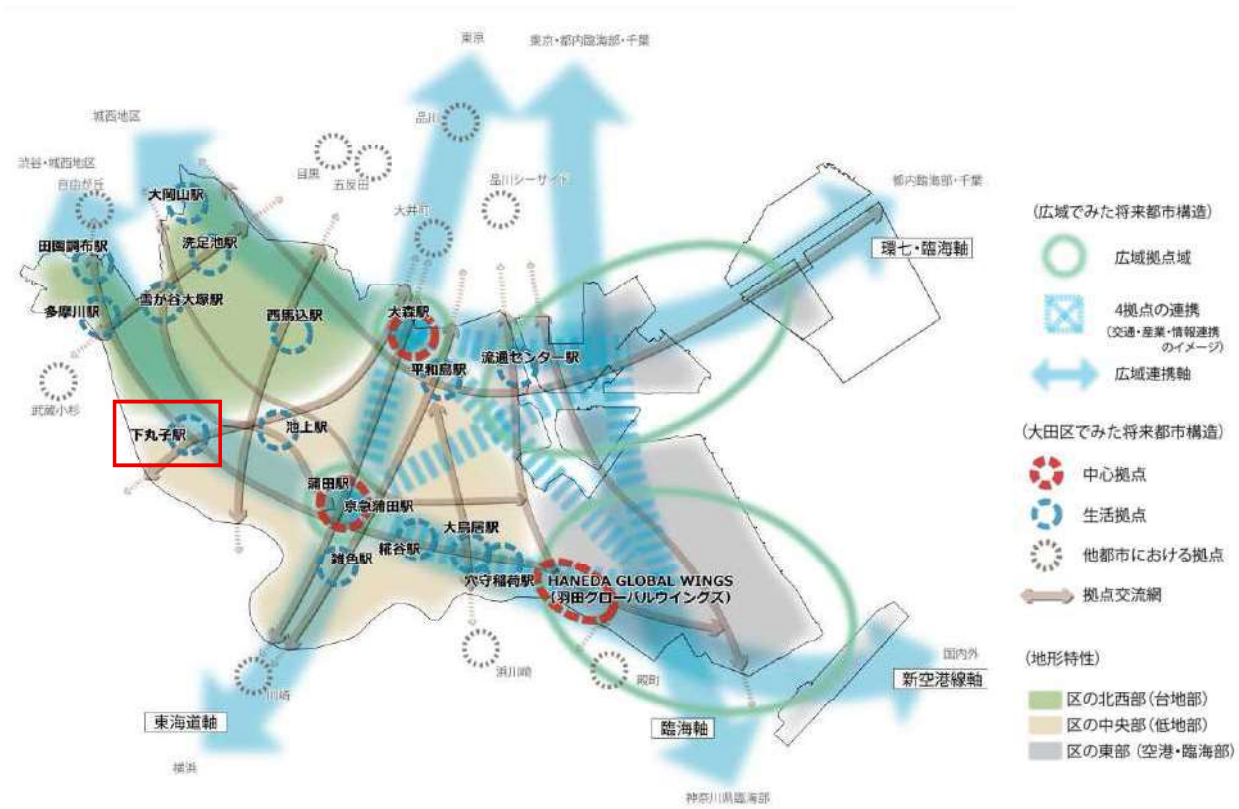 東京
東京・都内臨海部・千葉
城西地区
品川
渋谷・城西地区
自由が丘
目黒
五反田
大岡山駅
品川シーサイド
都内臨海部・千葉
大井町
田園調布駅
洗足池駅
環七・臨海軸
多摩川駅
雪が谷大塚駅
西馬込駅
大森駅
流通センター駅
平和島駅
武蔵小杉
下丸子駅
池上駅
蒲田駅
京急蒲田駅
大鳥居駅
糀谷駅
雑色駅
穴守稲荷駅
HANEDA GLOBAL WINGS
(羽田グローバルウイングズ)
浜川崎
殿町
川崎
国内外
新空港線軸
東海道軸
臨海軸
横浜
神奈川県臨海部
(広域でみた将来都市構造)
広域拠点域
4拠点の連携
(交通・産業・情報連携
のイメージ)
広域連携軸
(大田区でみた将来都市構造)
中心拠点
生活拠点
他都市における拠点
拠点交流網
(地形特性)
区の北西部(台地部)
区の中央部(低地部)
区の東部 (空港・臨海部)